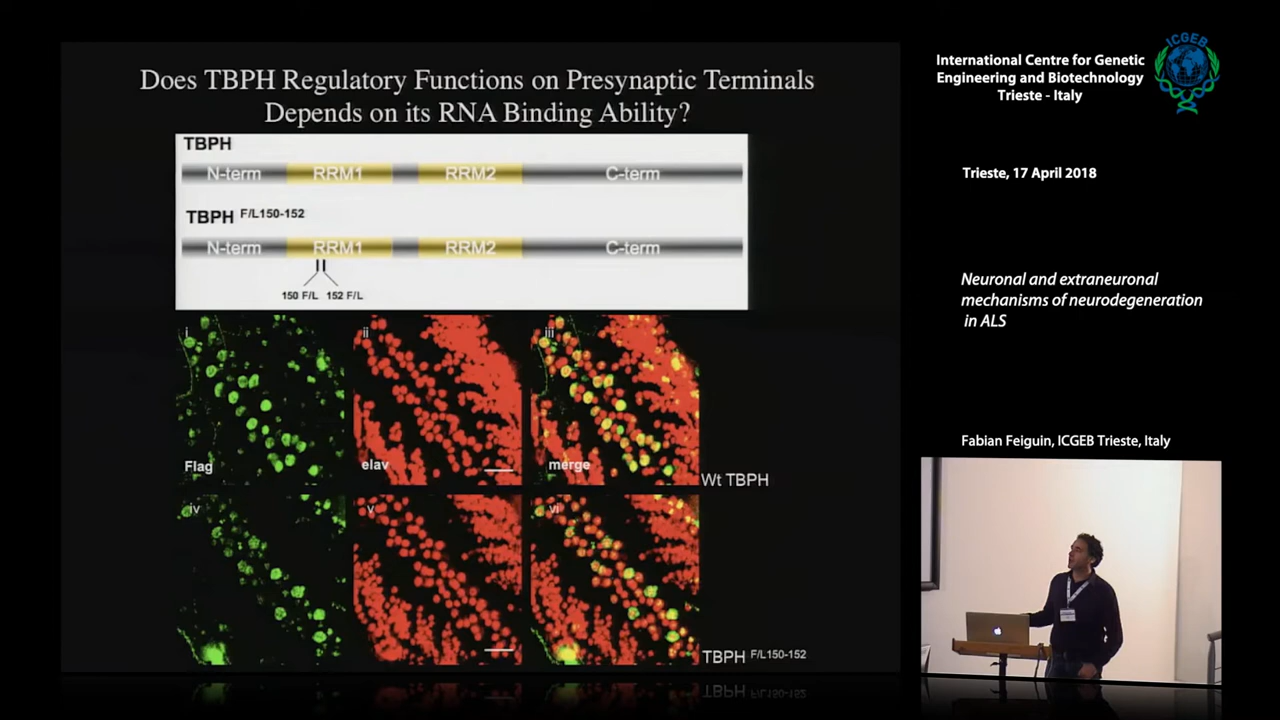 Does TBPH Regulatory Functions on Presynaptic Terminals
Depends on its RNA Binding Ability?
TBPH
N-term RRM1 RRM2 C-term
TBPH F/L150-152
N-term RRM1 RRM2 C-term
150 F/L 152 F/L
i ii iii
Flag elav merge
Wt TBPH
iv v vi
TBPH F/L150-152
ICGEB
International Centre for Genetic
Engineering and Biotechnology
Trieste - Italy
Trieste, 17 April 2018
Neuronal and extraneuronal
mechanisms of neurodegeneration
in ALS
Fabian Feiguin, ICGEB Trieste, Italy